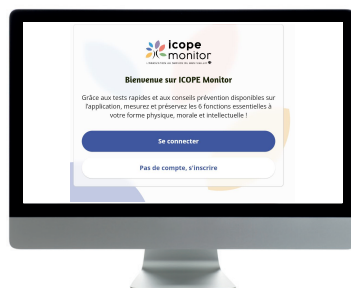 icope
monitor
Bienvenue sur ICOPE Monitor
Grâce aux tests rapides et aux conseils prévention disponibles sur
l'application, mesurez et préservez les 6 fonctions essentielles à
votre forme physique, morale et intellectuelle !
Se connecter
Pas de compte, s'inscrire